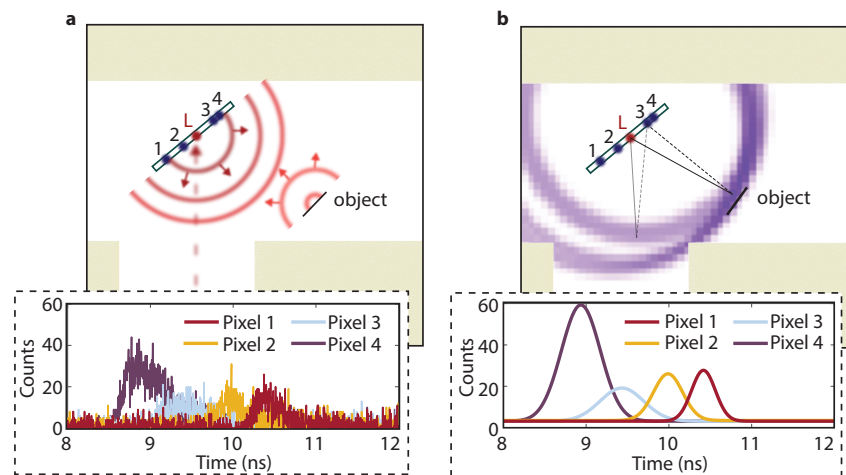 a
1
2
L
3
4
object
Counts
60
40
20
0
Pixel 1
Pixel 3
Pixel 2
Pixel 4
8
9
10
11
12
Time (ns)
b
1
2
L
3
4
object
Counts
60
40
20
0
Pixel 1
Pixel 3
Pixel 2
Pixel 4
8
9
10
11
12
Time (ns)